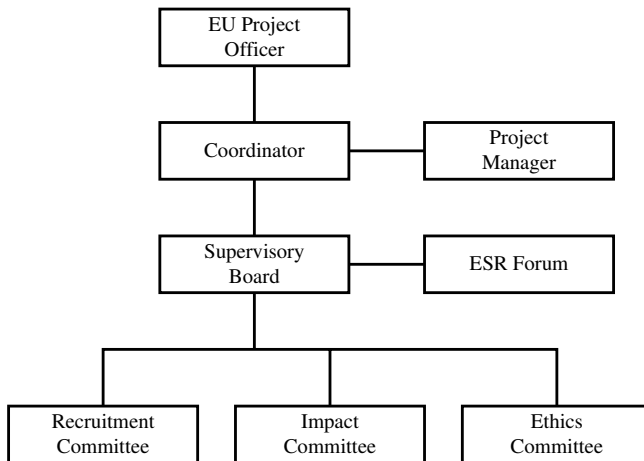 EU Project
Officer
Coordinator
Project
Manager
Supervisory
Board
ESR Forum
Recruitment
Committee
Impact
Committee
Ethics
Committee